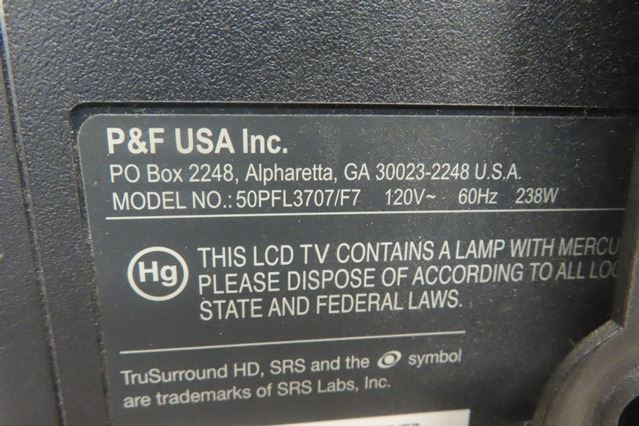 P&F USA Inc.
PO Box 2248, Alpharetta, GA 30023-2248 U.S.A.
MODEL NO.: 50PFL3707/F7 120V~ 60Hz 238W
Hg
THIS LCD TV CONTAINS A LAMP WITH MERCU
PLEASE DISPOSE OF ACCORDING TO ALL LOC
STATE AND FEDERAL LAWS.
TruSurround HD, SRS and the symbol
are trademarks of SRS Labs, Inc.